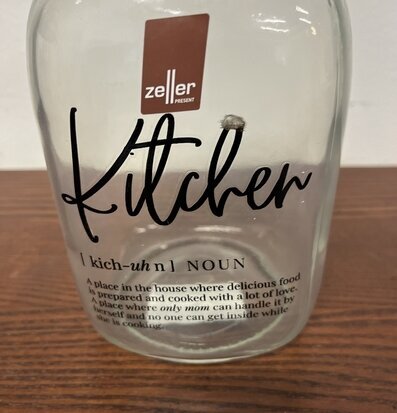 zeller
PRESENT
Kitchen
[ kich-uhn ] NOUN
A place in the house where delicious food
is prepared and cooked with a lot of love.
A place where only mom can handle it by
herself and no one can get inside while
she is cooking.